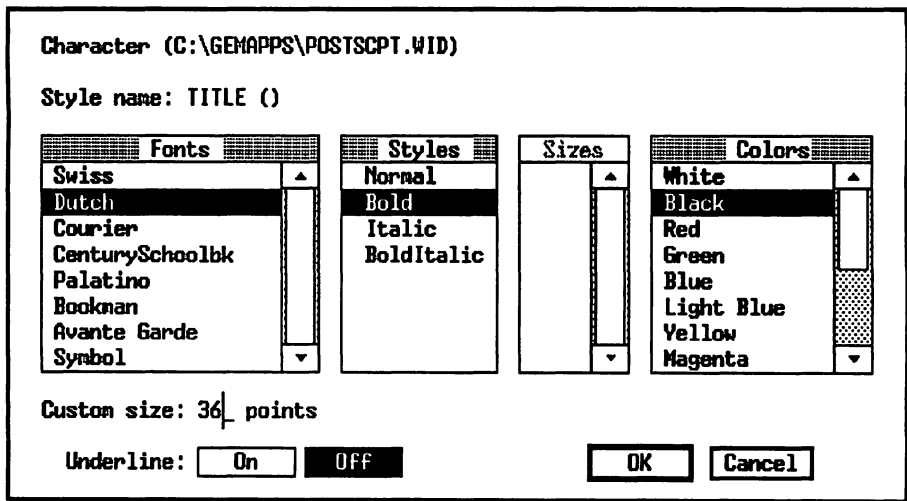 Character (C:\GEMAPPS\POSTSCPT.WID)
Style name: TITLE ()
Fonts
Swiss
Dutch
Courier
CenturySchoolbk
Palatino
Bookman
Avante Garde
Symbol
Styles
Normal
Bold
Italic
BoldItalic
Sizes
Colors
White
Black
Red
Green
Blue
Light Blue
Yellow
Magenta
Custom size: 36_ points
Underline: On Off
OK Cancel